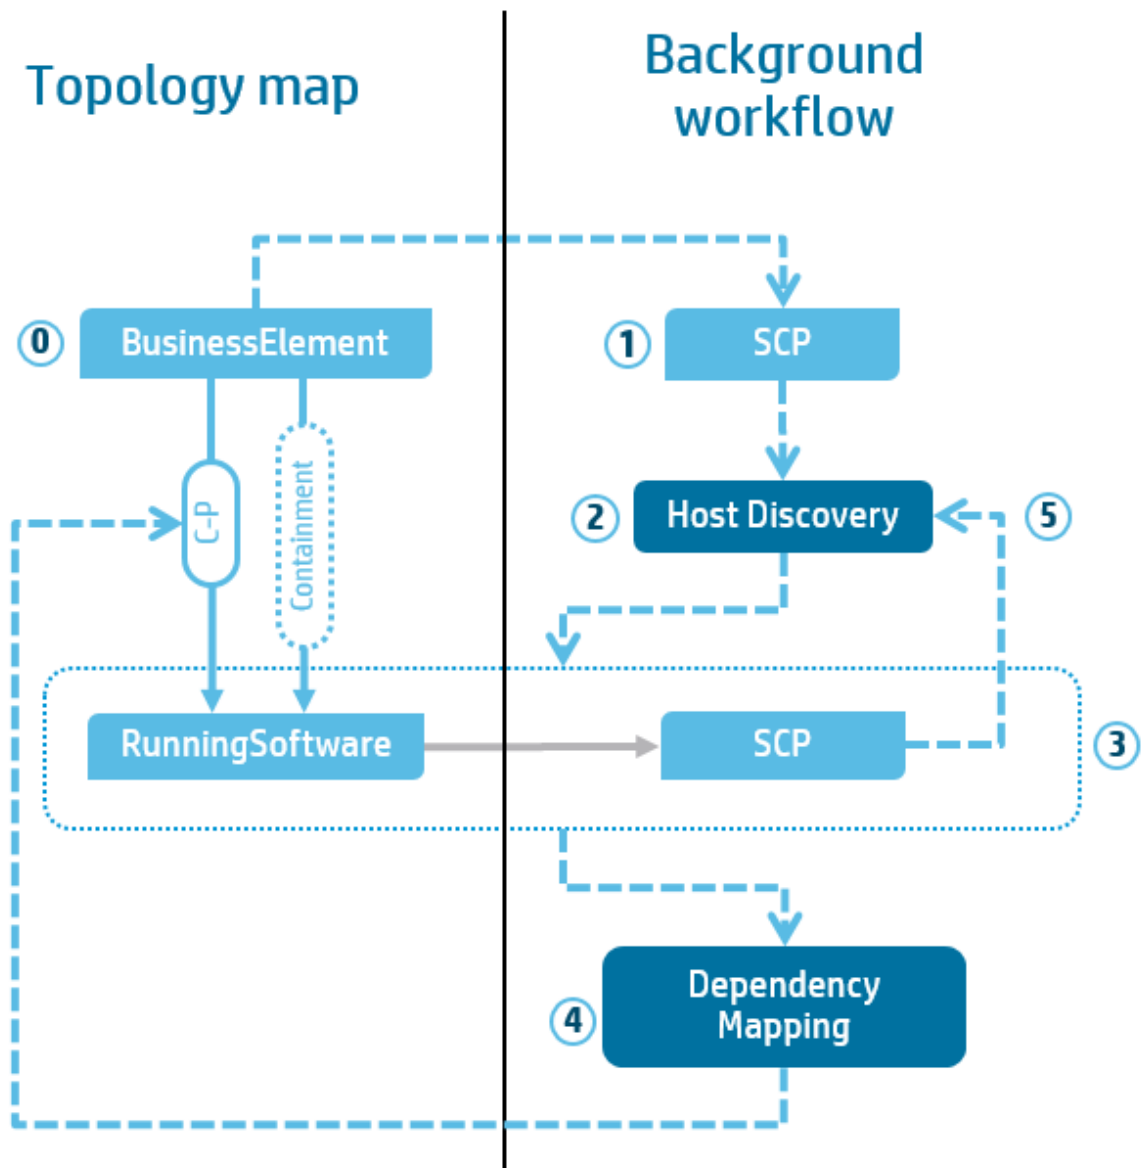 Topology map
Background
workflow
0
BusinessElement
1
SCP
C-P
Containment
2
Host Discovery
5
RunningSoftware
SCP
3
4
Dependency
Mapping